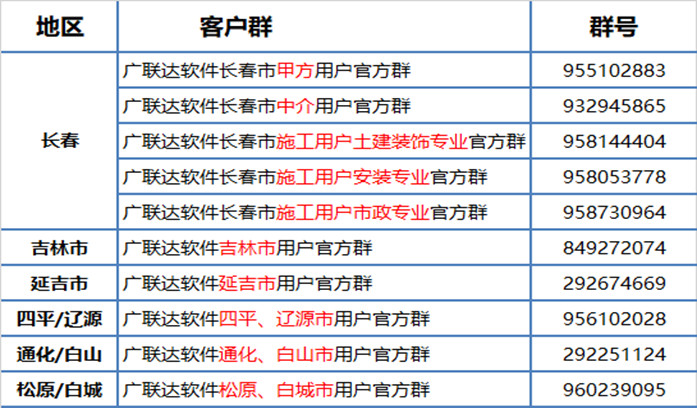 地区 客户群 群号
广联达软件长春市甲方用户官方群 955102883
广联达软件长春市中介用户官方群 932945865
长春 广联达软件长春市施工用户土建装饰专业官方群 958144404
广联达软件长春市施工用户安装专业官方群 958053778
广联达软件长春市施工用户市政专业官方群 958730964
吉林市 广联达软件吉林市用户官方群 849272074
延吉市 广联达软件延吉市用户官方群 292674669
四平/辽源 广联达软件四平、辽源市用户官方群 956102028
通化/白山 广联达软件通化、白山市用户官方群 292251124
松原/白城 广联达软件松原、白城市用户官方群 960239095